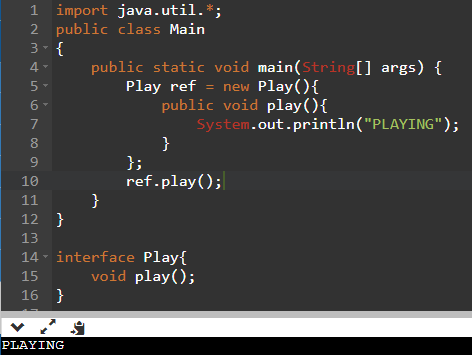 1 import java.util.*;
2 public class Main
3 {
4 public static void main(String[] args) {
5 Play ref = new Play(){
6 public void play(){
7 System.out.println("PLAYING");
8 }
9 };
10 ref.play();
11 }
12 }
13
14 interface Play{
15 void play();
16 }
PLAYING